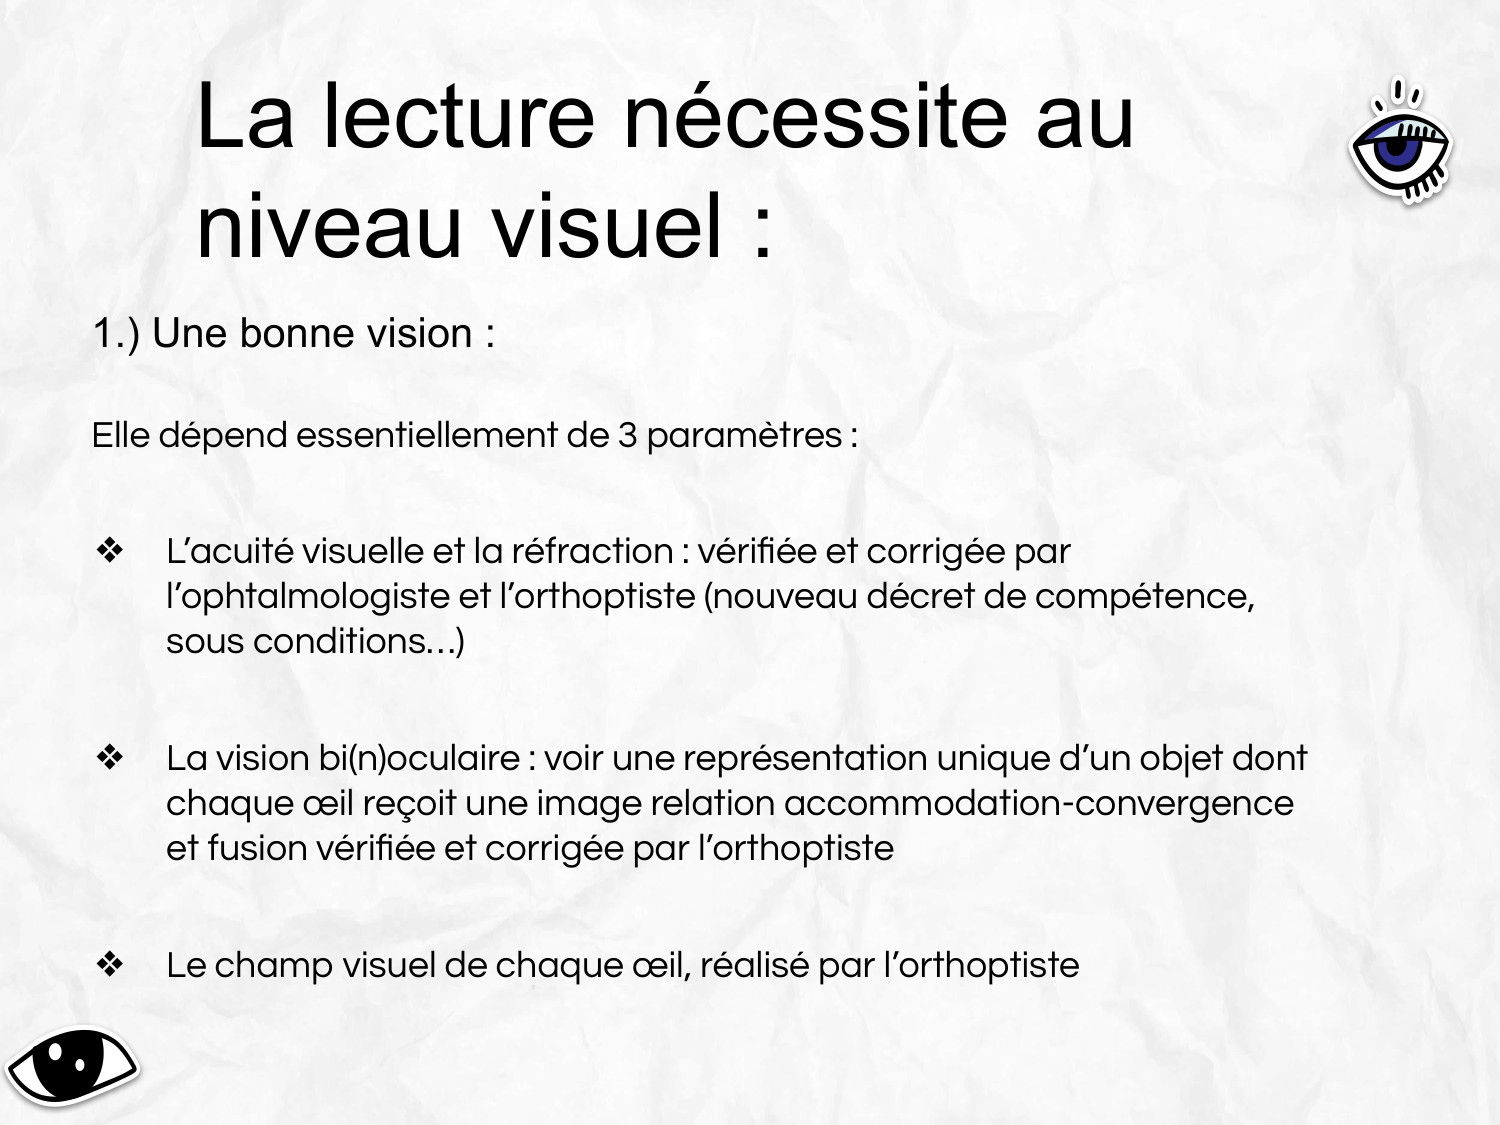 La lecture nécessite au
niveau visuel :
1.) Une bonne vision :
Elle dépend essentiellement de 3 paramètres :
❖ L’acuité visuelle et la réfraction : vérifiée et corrigée par
l’ophtalmologiste et l’orthoptiste (nouveau décret de compétence,
sous conditions…)
❖ La vision bi(n)oculaire : voir une représentation unique d’un objet dont
chaque œil reçoit une image relation accommodation-convergence
et fusion vérifiée et corrigée par l’orthoptiste
❖ Le champ visuel de chaque œil, réalisé par l’orthoptiste